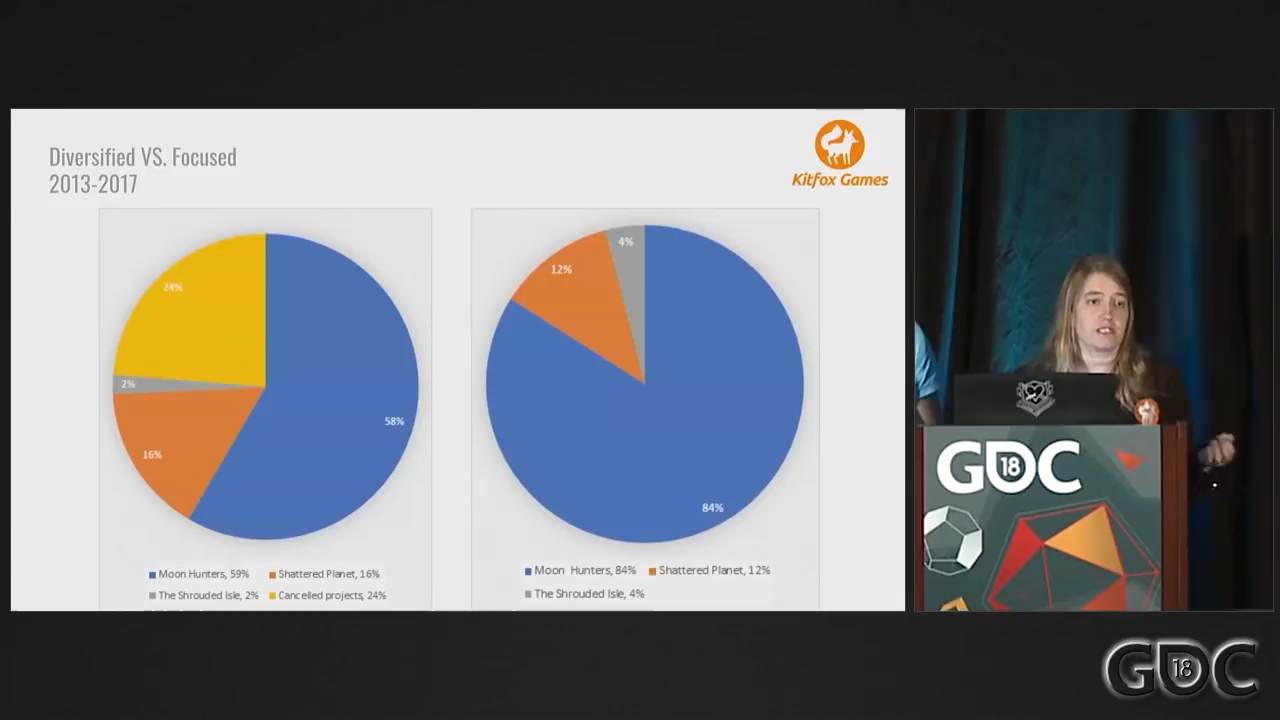 Diversified VS. Focused
2013-2017
Kitfox Games
24%
2%
16%
58%
Moon Hunters, 59%
Shattered Planet, 16%
The Shrouded Isle, 2%
Cancelled projects, 24%
12%
4%
84%
Moon Hunters, 84%
Shattered Planet, 12%
The Shrouded Isle, 4%
GDC
18
GDC
18